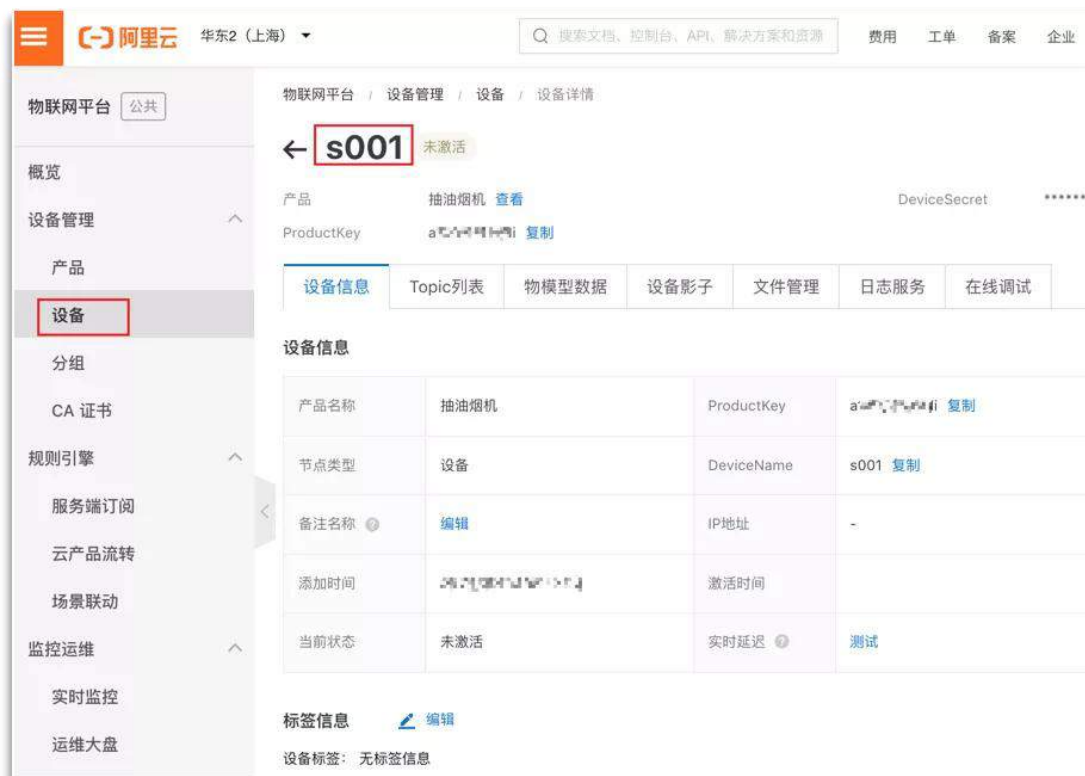 阿里云 华东2（上海） 搜索文档、控制台、API、解决方案和资源 费用 工单 备案 企业
物联网平台 公共
概览
设备管理
产品
设备
分组
CA 证书
规则引擎
服务端订阅
云产品流转
场景联动
监控运维
实时监控
运维大盘
物联网平台 / 设备管理 / 设备 / 设备详情
← s001 未激活
产品 抽油烟机 查看 DeviceSecret ******
ProductKey 复制
设备信息 Topic列表 物模型数据 设备影子 文件管理 日志服务 在线调试
设备信息
产品名称 抽油烟机 ProductKey 复制
节点类型 设备 DeviceName s001 复制
备注名称 编辑 IP地址 -
添加时间 激活时间
当前状态 未激活 实时延迟 测试
标签信息 编辑
设备标签： 无标签信息